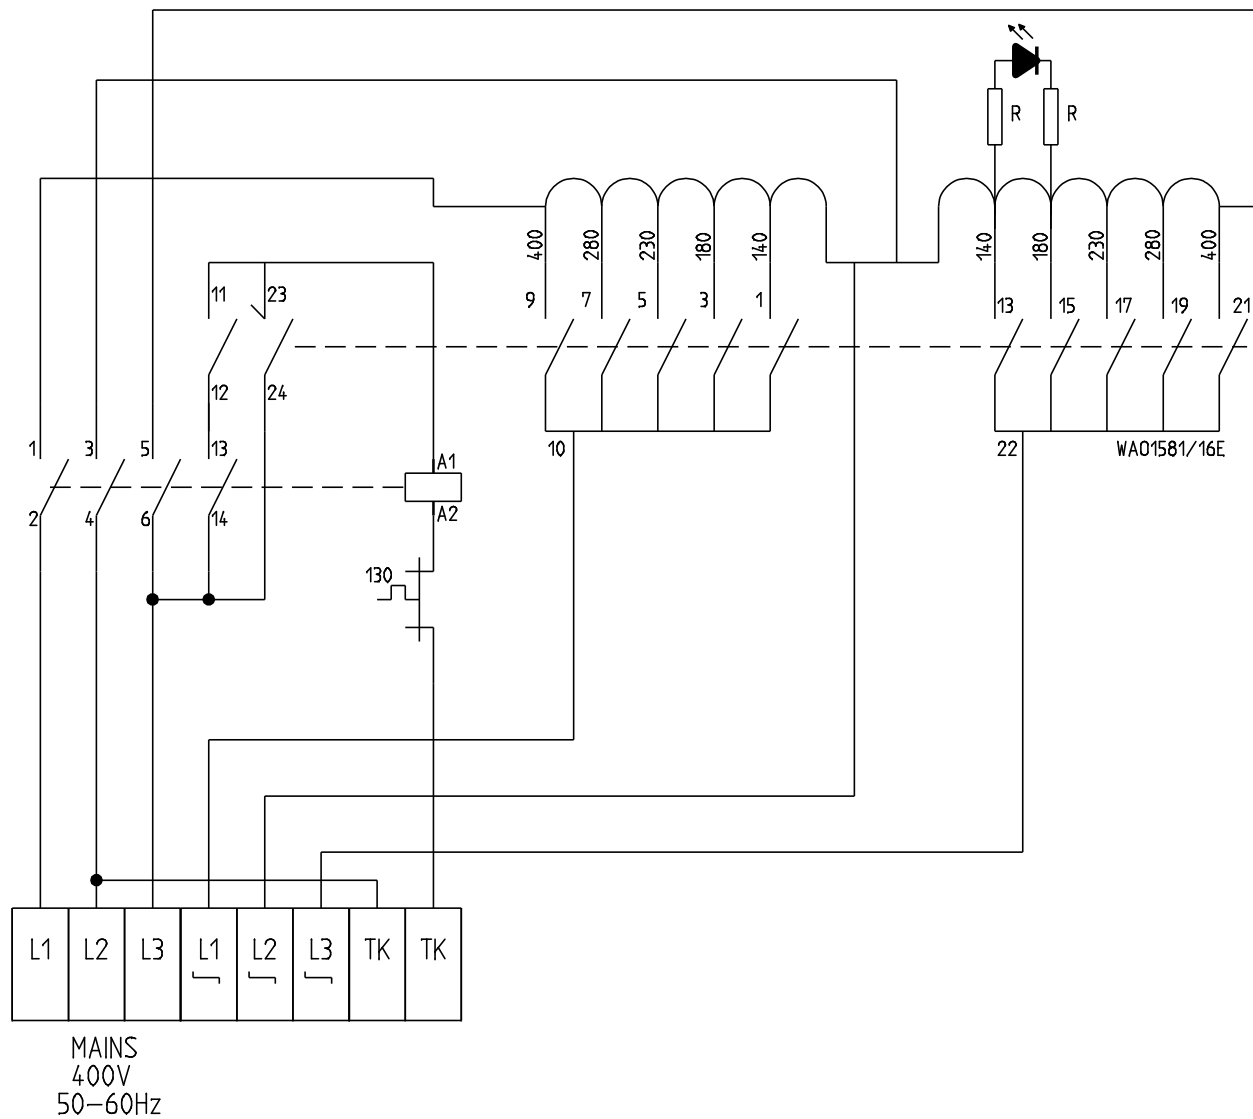 R R
400 280 230 180 140 140 180 230 280 400
11 23 9 7 5 3 1 13 15 17 19 21
12 24
1 3 5 13 10 22 WA01581/16E
A1
2 4 6 14 A2
130
L1 L2 L3 L1 L2 L3 TK TK
MAINS
400V
50-60Hz